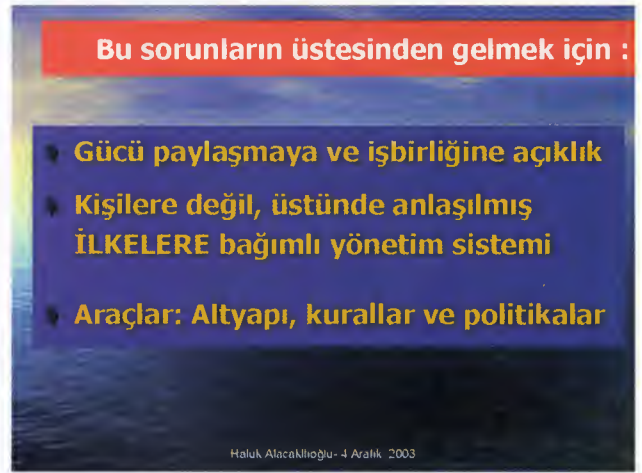 Bu sorunların üstesinden gelmek için :
Gücü paylaşmaya ve işbirliğine açıklık
Kişilere değil, üstünde anlaşılmış
İLKELERE bağımlı yönetim sistemi
Araçlar: Altyapı, kurallar ve politikalar
Haluk Alacaklıoğlu- 4 Aralık 2003